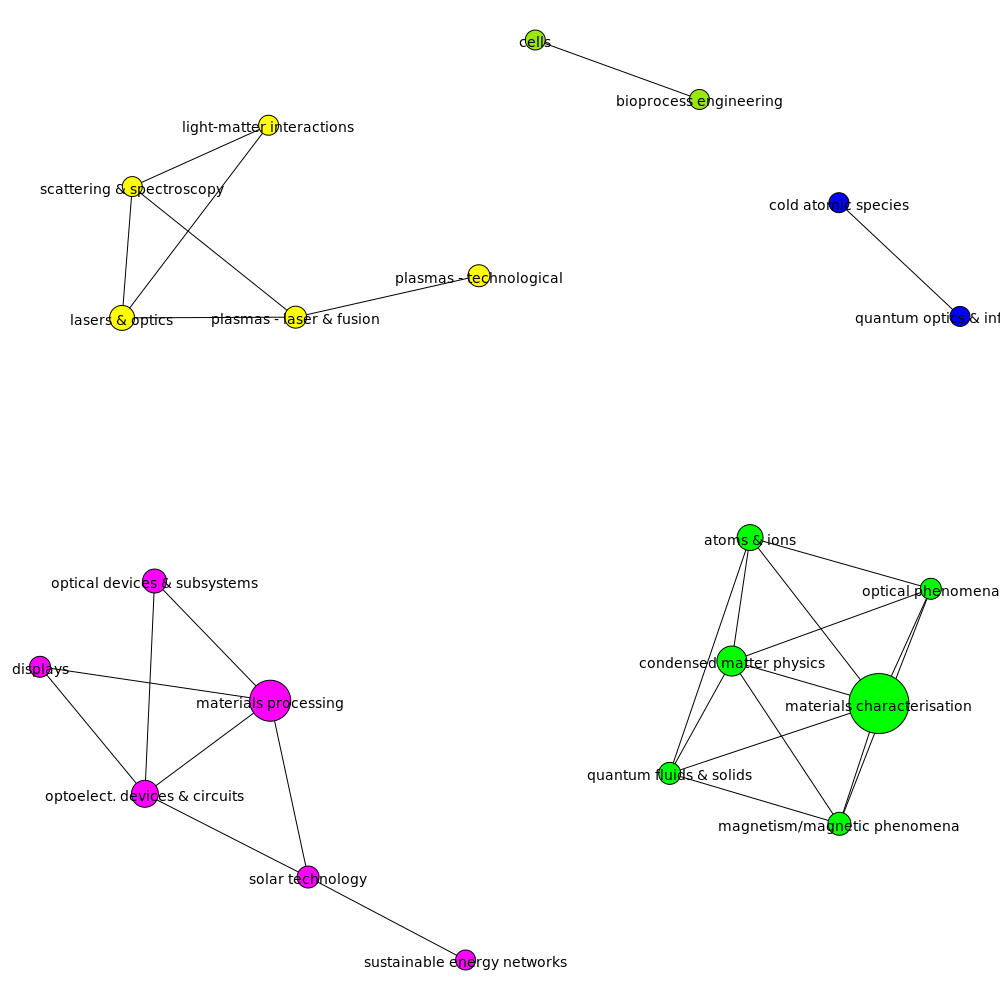 cells
bioprocess engineering
light-matter interactions
scattering & spectroscopy
cold atomic species
plasmas - technological
lasers & optics
plasmas - laser & fusion
quantum optics & inf
atoms & ions
optical devices & subsystems
optical phenomena
displays
condensed matter physics
materials processing
materials characterisation
quantum fluids & solids
optoelect. devices & circuits
magnetism/magnetic phenomena
solar technology
sustainable energy networks